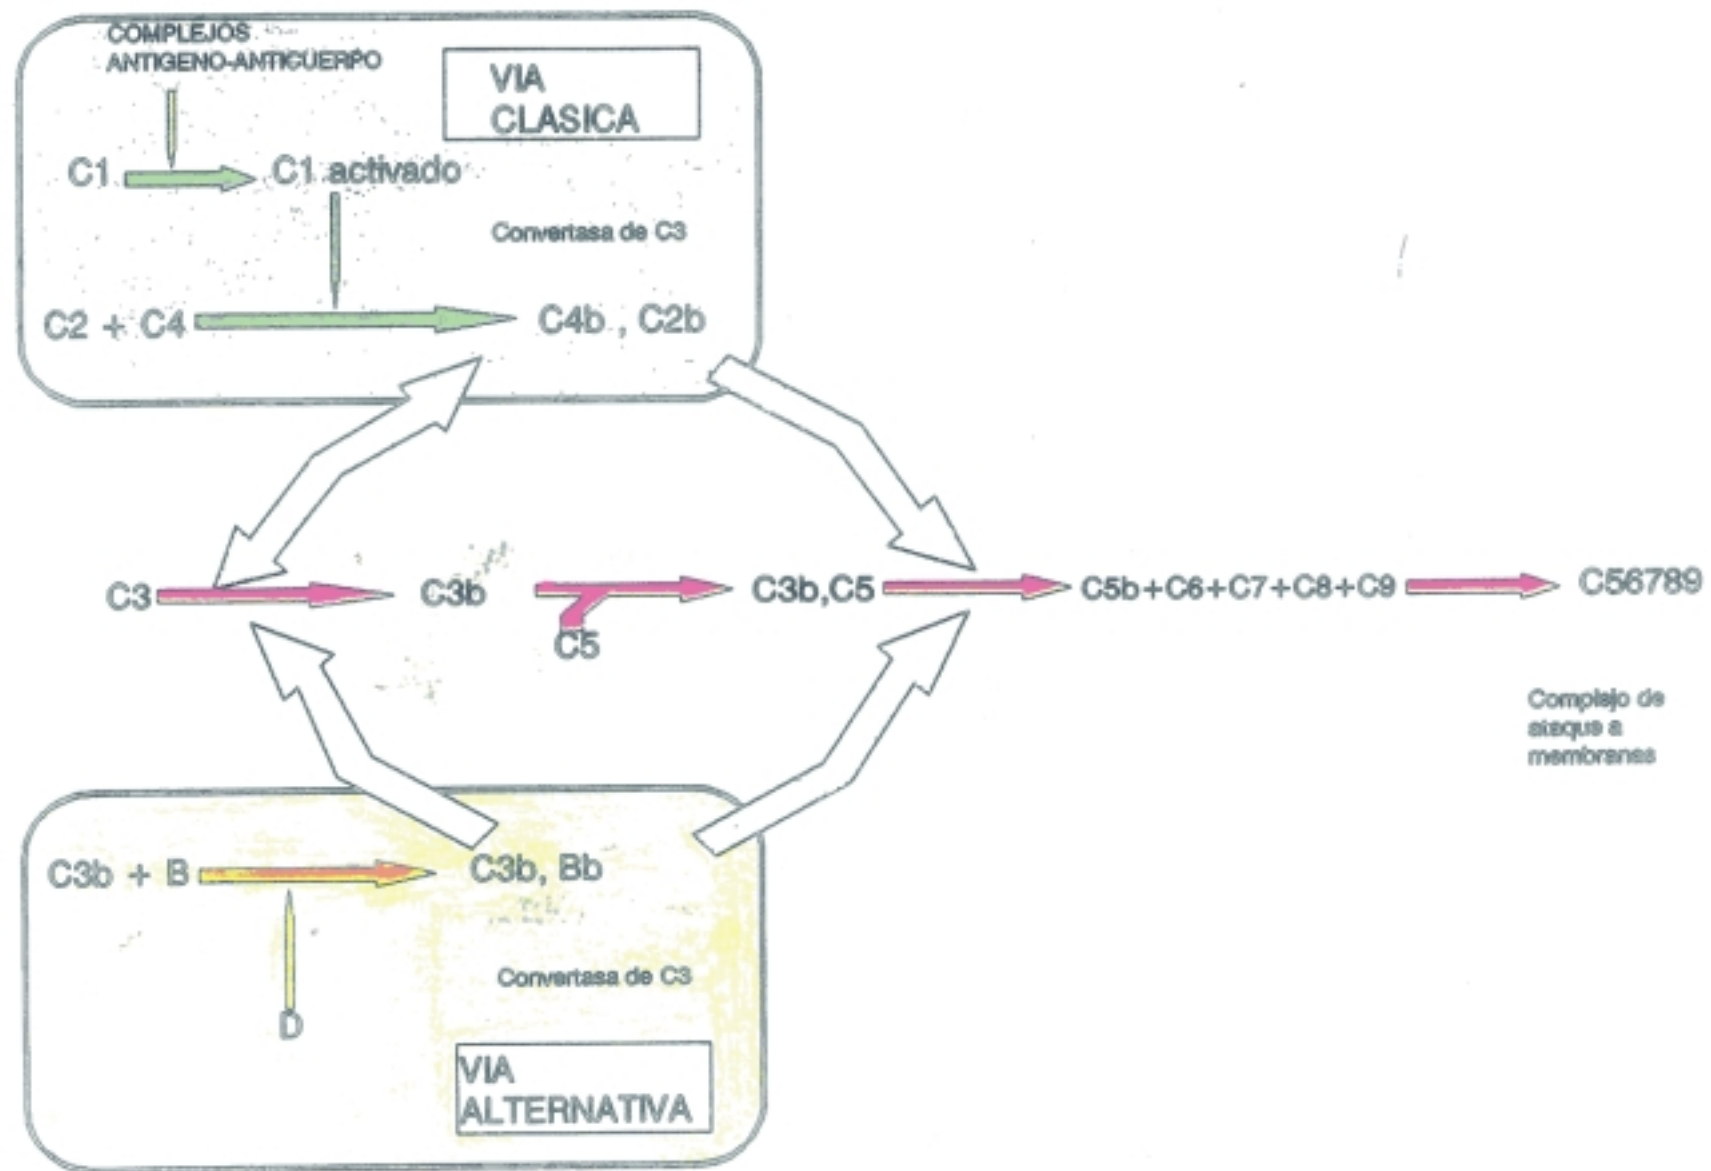 COMPLEJOS
ANTIGENO-ANTICUERPO
VIA
CLASICA
C1
C1 activado
Convertasa de C3
C2 + C4
C4b , C2b
C3
C3b
C5
C3b,C5
C5b+C6+C7+C8+C9
C56789
Complejo de
ataque a
membranas
C3b + B
C3b, Bb
Convertasa de C3
D
VIA
ALTERNATIVA